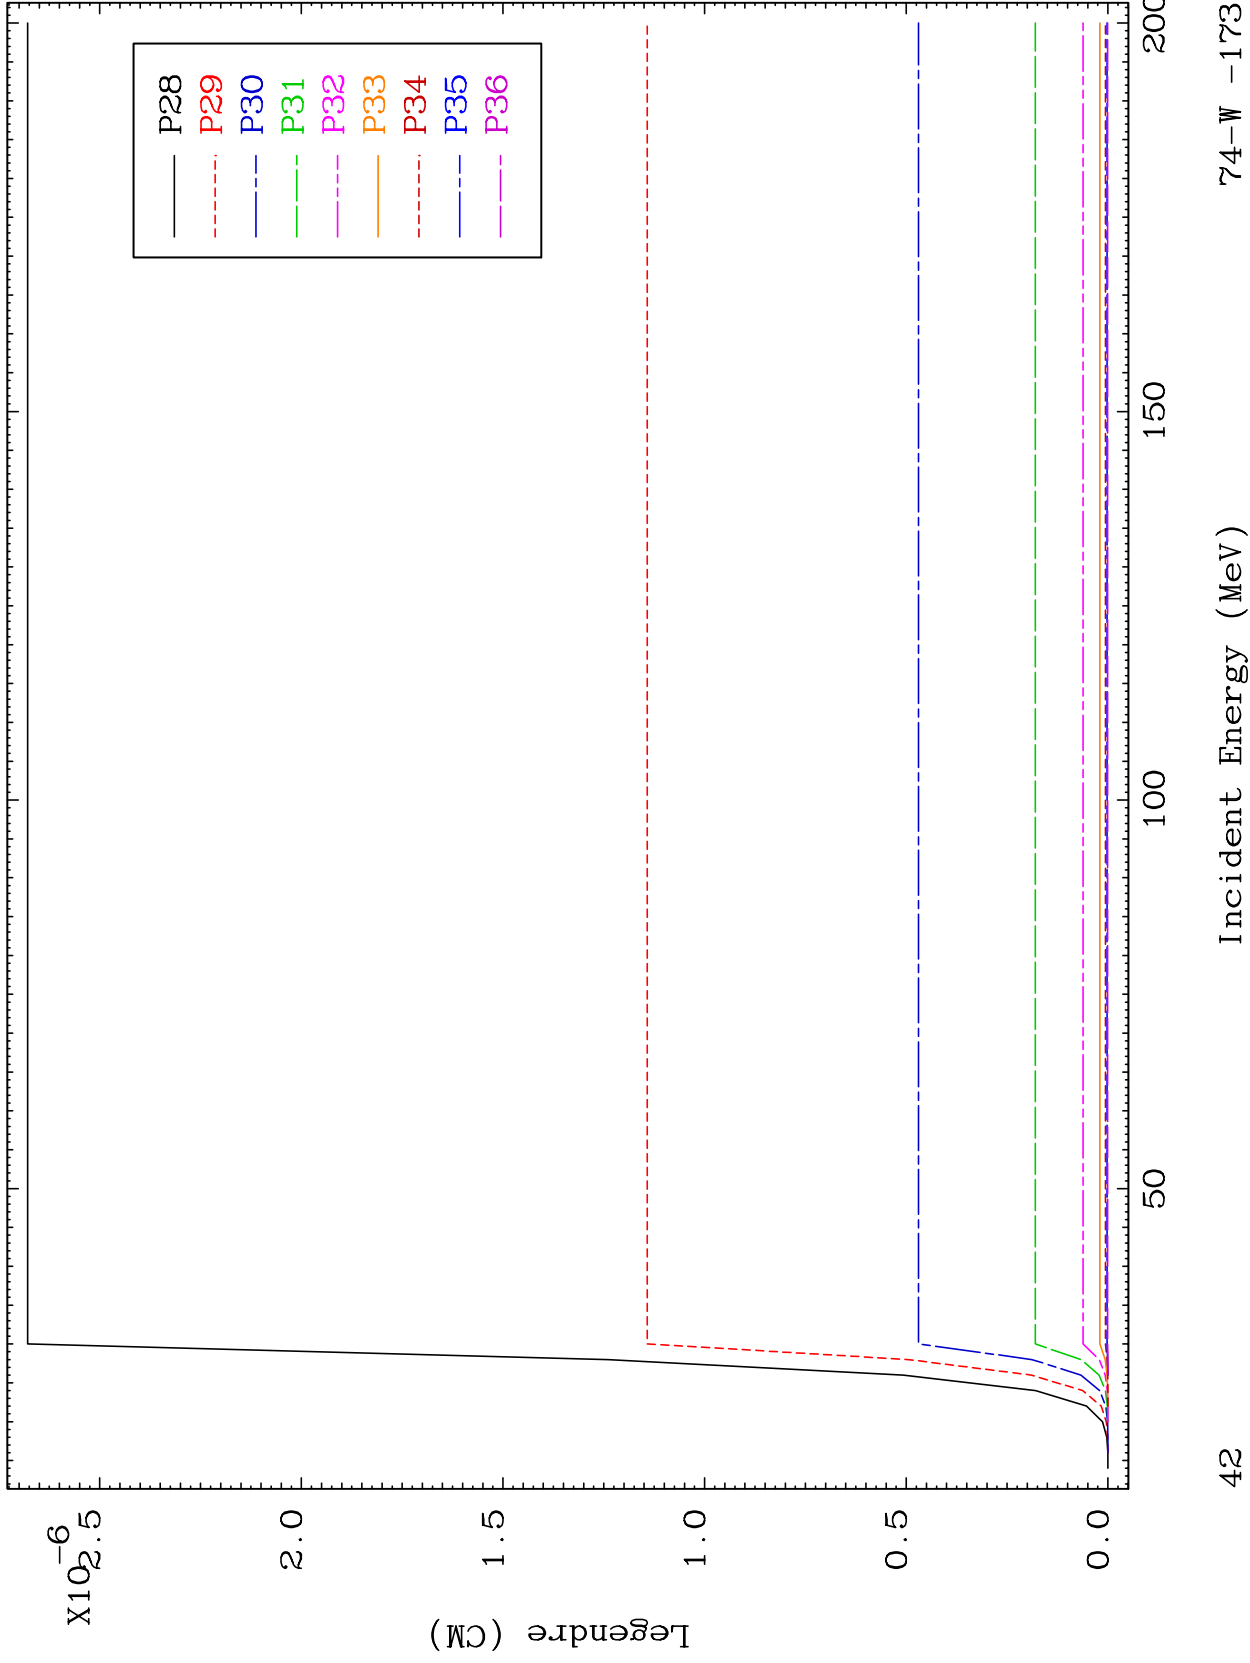 X10-6
2.5
2.0
1.5
1.0
0.5
0.0
Legendre (CM)
P28
P29
P30
P31
P32
P33
P34
P35
P36
50
100
150
200
Incident Energy (MeV)
42
74-W -173